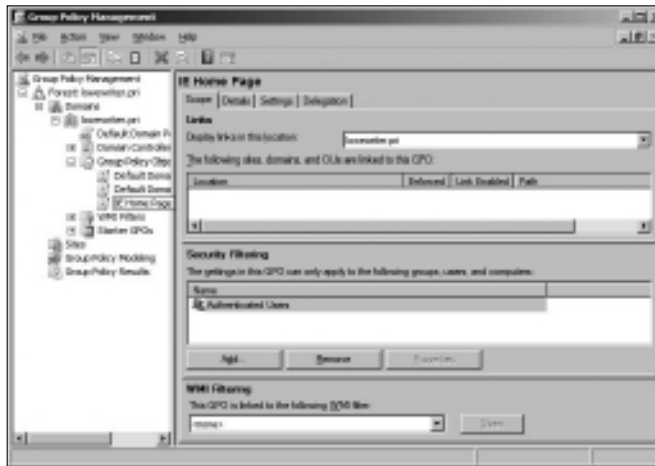 Group Policy Management
File Action View Window Help
Group Policy Management
Forest: lowewriter.pri
Domains
lowewriter.pri
Default Domain P
Domain Controller
Group Policy Objec
Default Doma
Default Doma
IE Home Page
WMI Filters
Starter GPOs
Sites
Group Policy Modeling
Group Policy Results
IE Home Page
Scope Details Settings Delegation
Links
Display links in this location: lowewriter.pri
The following sites, domains, and OUs are linked to this GPO:
Location Enforced Link Enabled Path
Security Filtering
The settings in this GPO can only apply to the following groups, users, and computers:
Name
Authenticated Users
Add... Remove Properties
WMI Filtering
This GPO is linked to the following WMI filter:
<none> Open